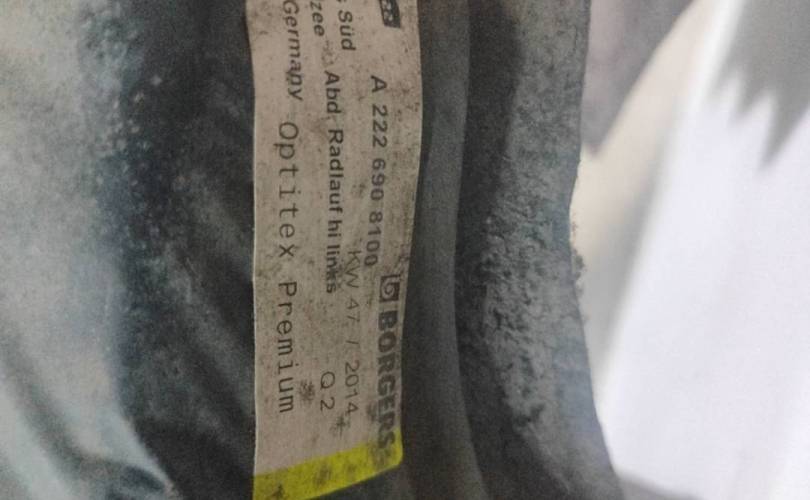 BORGERS
A 222 690 8100
KW 47. / 2014
Süd Abd. Radlauf hi links Q 2
zee
Germany Optitex Premium